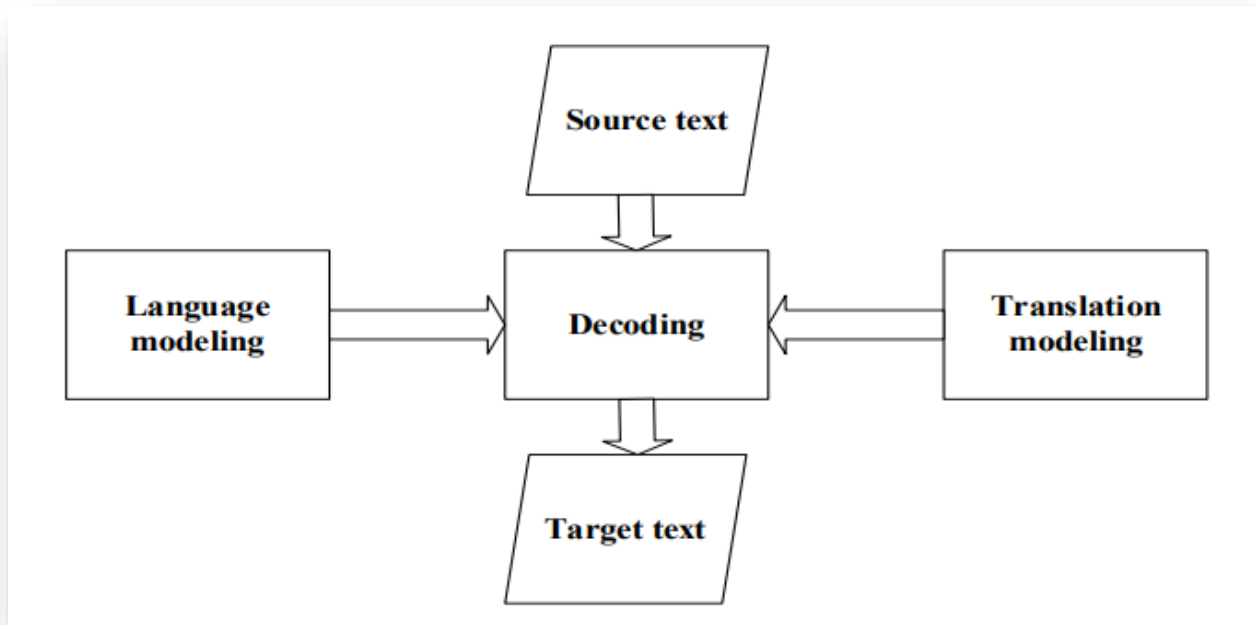 Source text
Language
modeling
Decoding
Translation
modeling
Target text